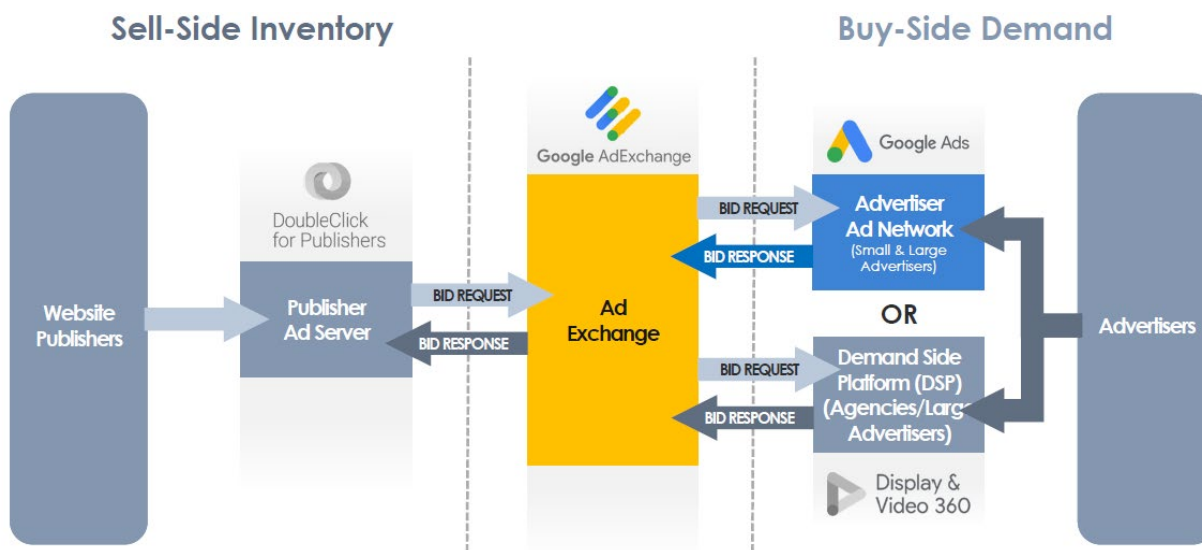 Sell-Side Inventory
Buy-Side Demand
Website
Publishers
DoubleClick
for Publishers
Publisher
Ad Server
BID REQUEST
BID RESPONSE
Google AdExchange
Ad
Exchange
BID REQUEST
BID RESPONSE
BID REQUEST
BID RESPONSE
Google Ads
Advertiser
Ad Network
(Small & Large
Advertisers)
OR
Demand Side
Platform (DSP)
(Agencies/Large
Advertisers)
Display &
Video 360
Advertisers